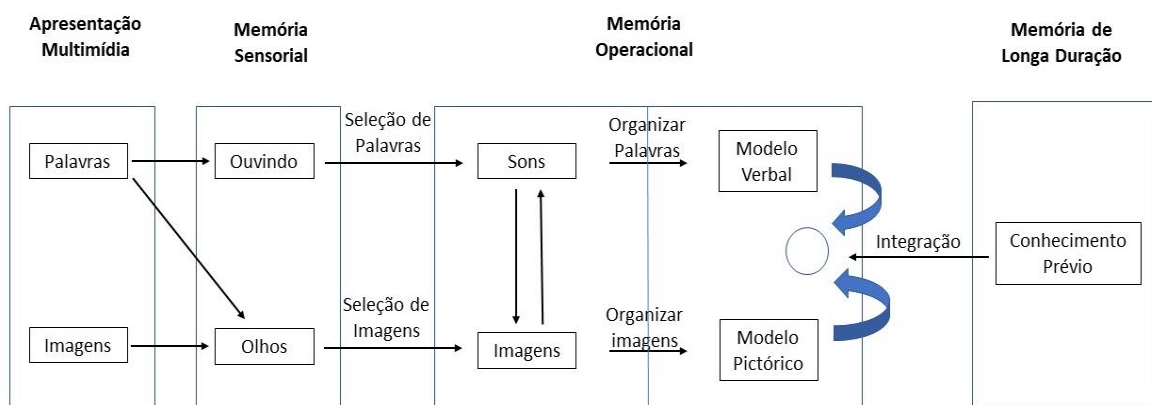 Apresentação
Multimídia
Memória
Sensorial
Memória
Operacional
Memória de
Longa Duração
Palavras
Ouvindo
Seleção de
Palavras
Sons
Organizar
Palavras
Modelo
Verbal
Integração
Conhecimento
Prévio
Imagens
Olhos
Seleção de
Imagens
Imagens
Organizar
imagens
Modelo
Pictórico